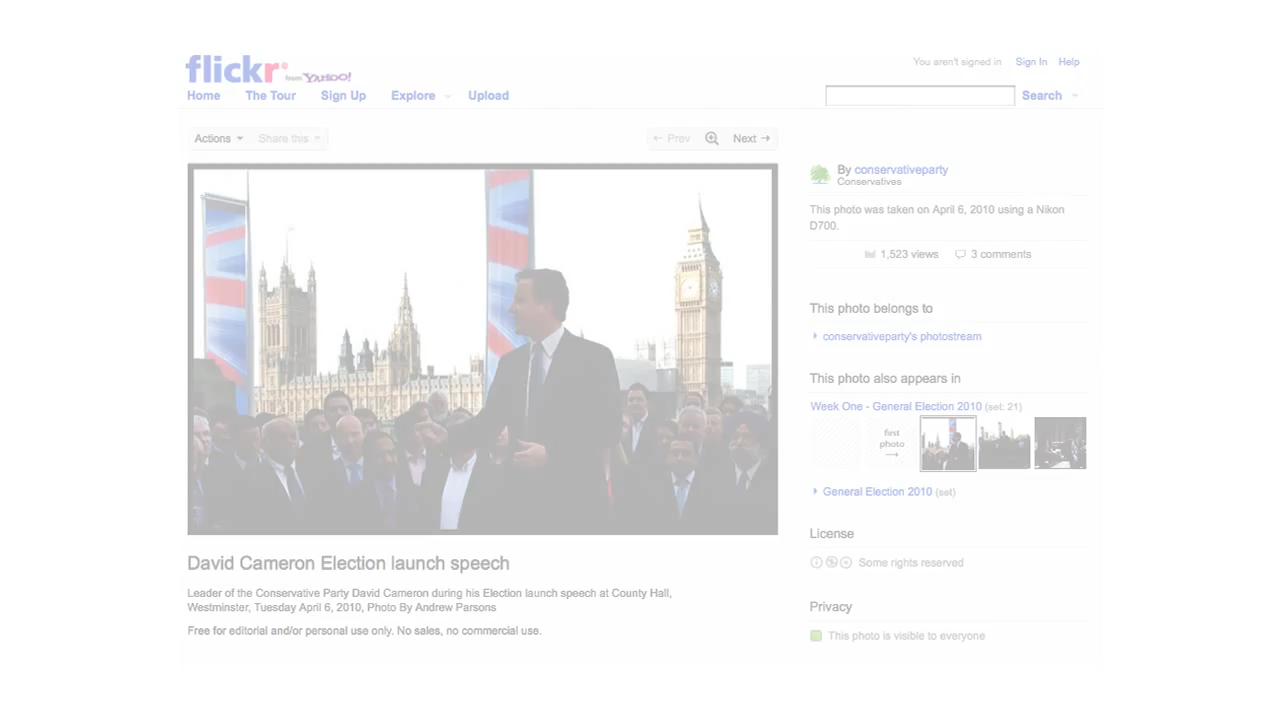 flickr from YAHOO!
You aren't signed in Sign In Help
Home The Tour Sign Up Explore Upload
Search
Actions Share this
← Prev Next →
By conservativeparty
Conservatives
This photo was taken on April 6, 2010 using a Nikon
D700.
1,523 views 3 comments
This photo belongs to
conservativeparty's photostream
This photo also appears in
Week One - General Election 2010 (set: 21)
first
photo
→
General Election 2010 (set)
License
Some rights reserved
Privacy
This photo is visible to everyone
David Cameron Election launch speech
Leader of the Conservative Party David Cameron during his Election launch speech at County Hall,
Westminster, Tuesday April 6, 2010, Photo By Andrew Parsons
Free for editorial and/or personal use only. No sales, no commercial use.